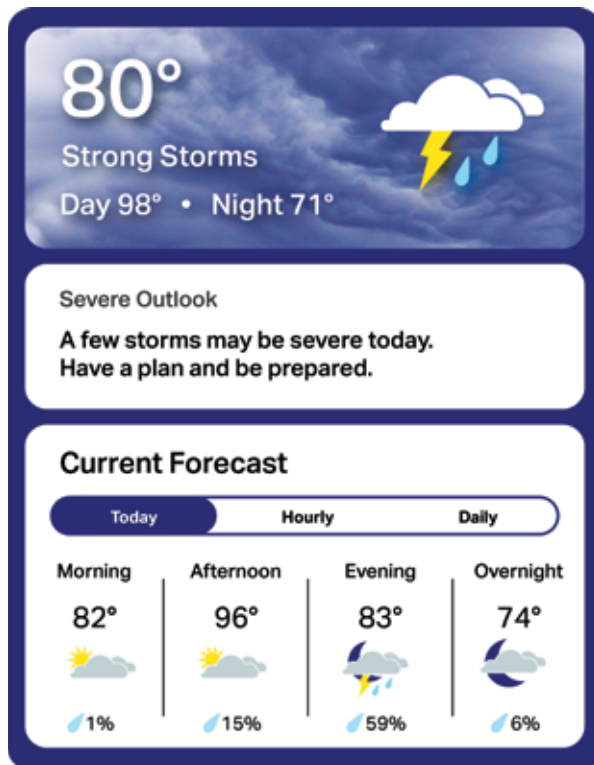 80°
Strong Storms
Day 98° • Night 71°
Severe Outlook
A few storms may be severe today.
Have a plan and be prepared.
Current Forecast
Today Hourly Daily
Morning Afternoon Evening Overnight
82° 96° 83° 74°
1% 15% 59% 6%